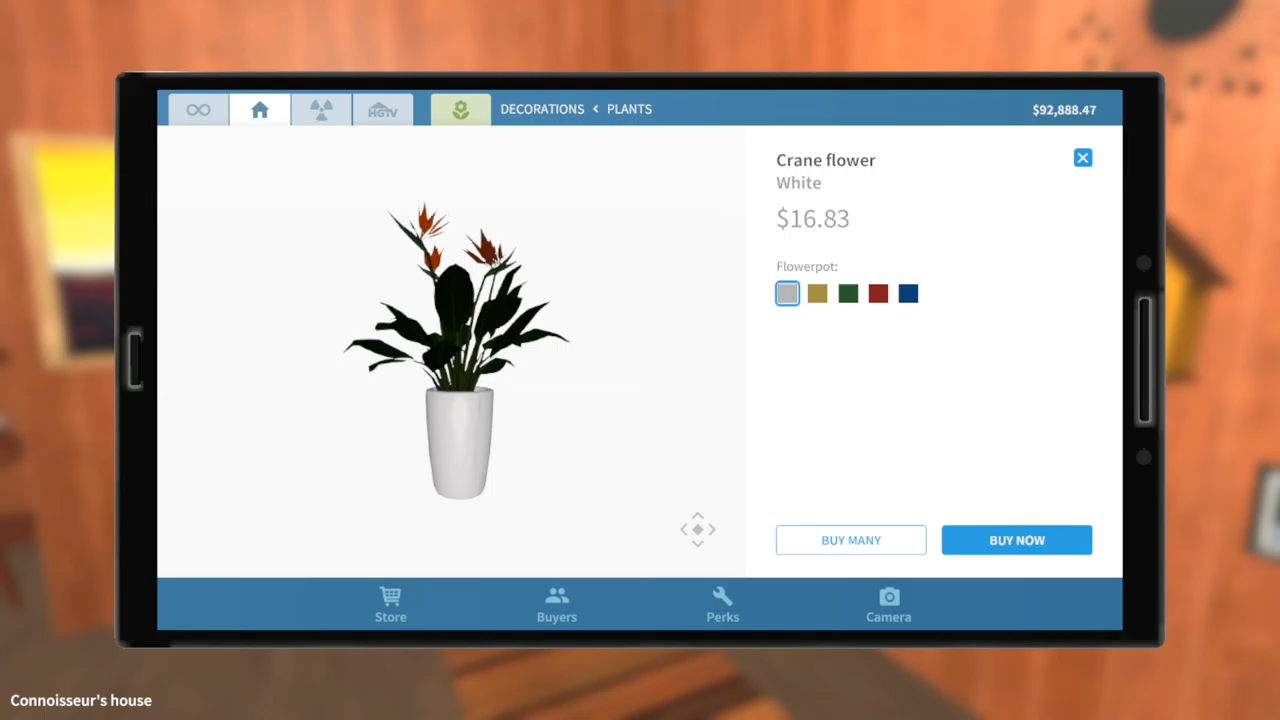 HGTV
DECORATIONS < PLANTS
$92,888.47
Crane flower
White
$16.83
Flowerpot:
BUY MANY
BUY NOW
Store
Buyers
Perks
Camera
Connoisseur's house